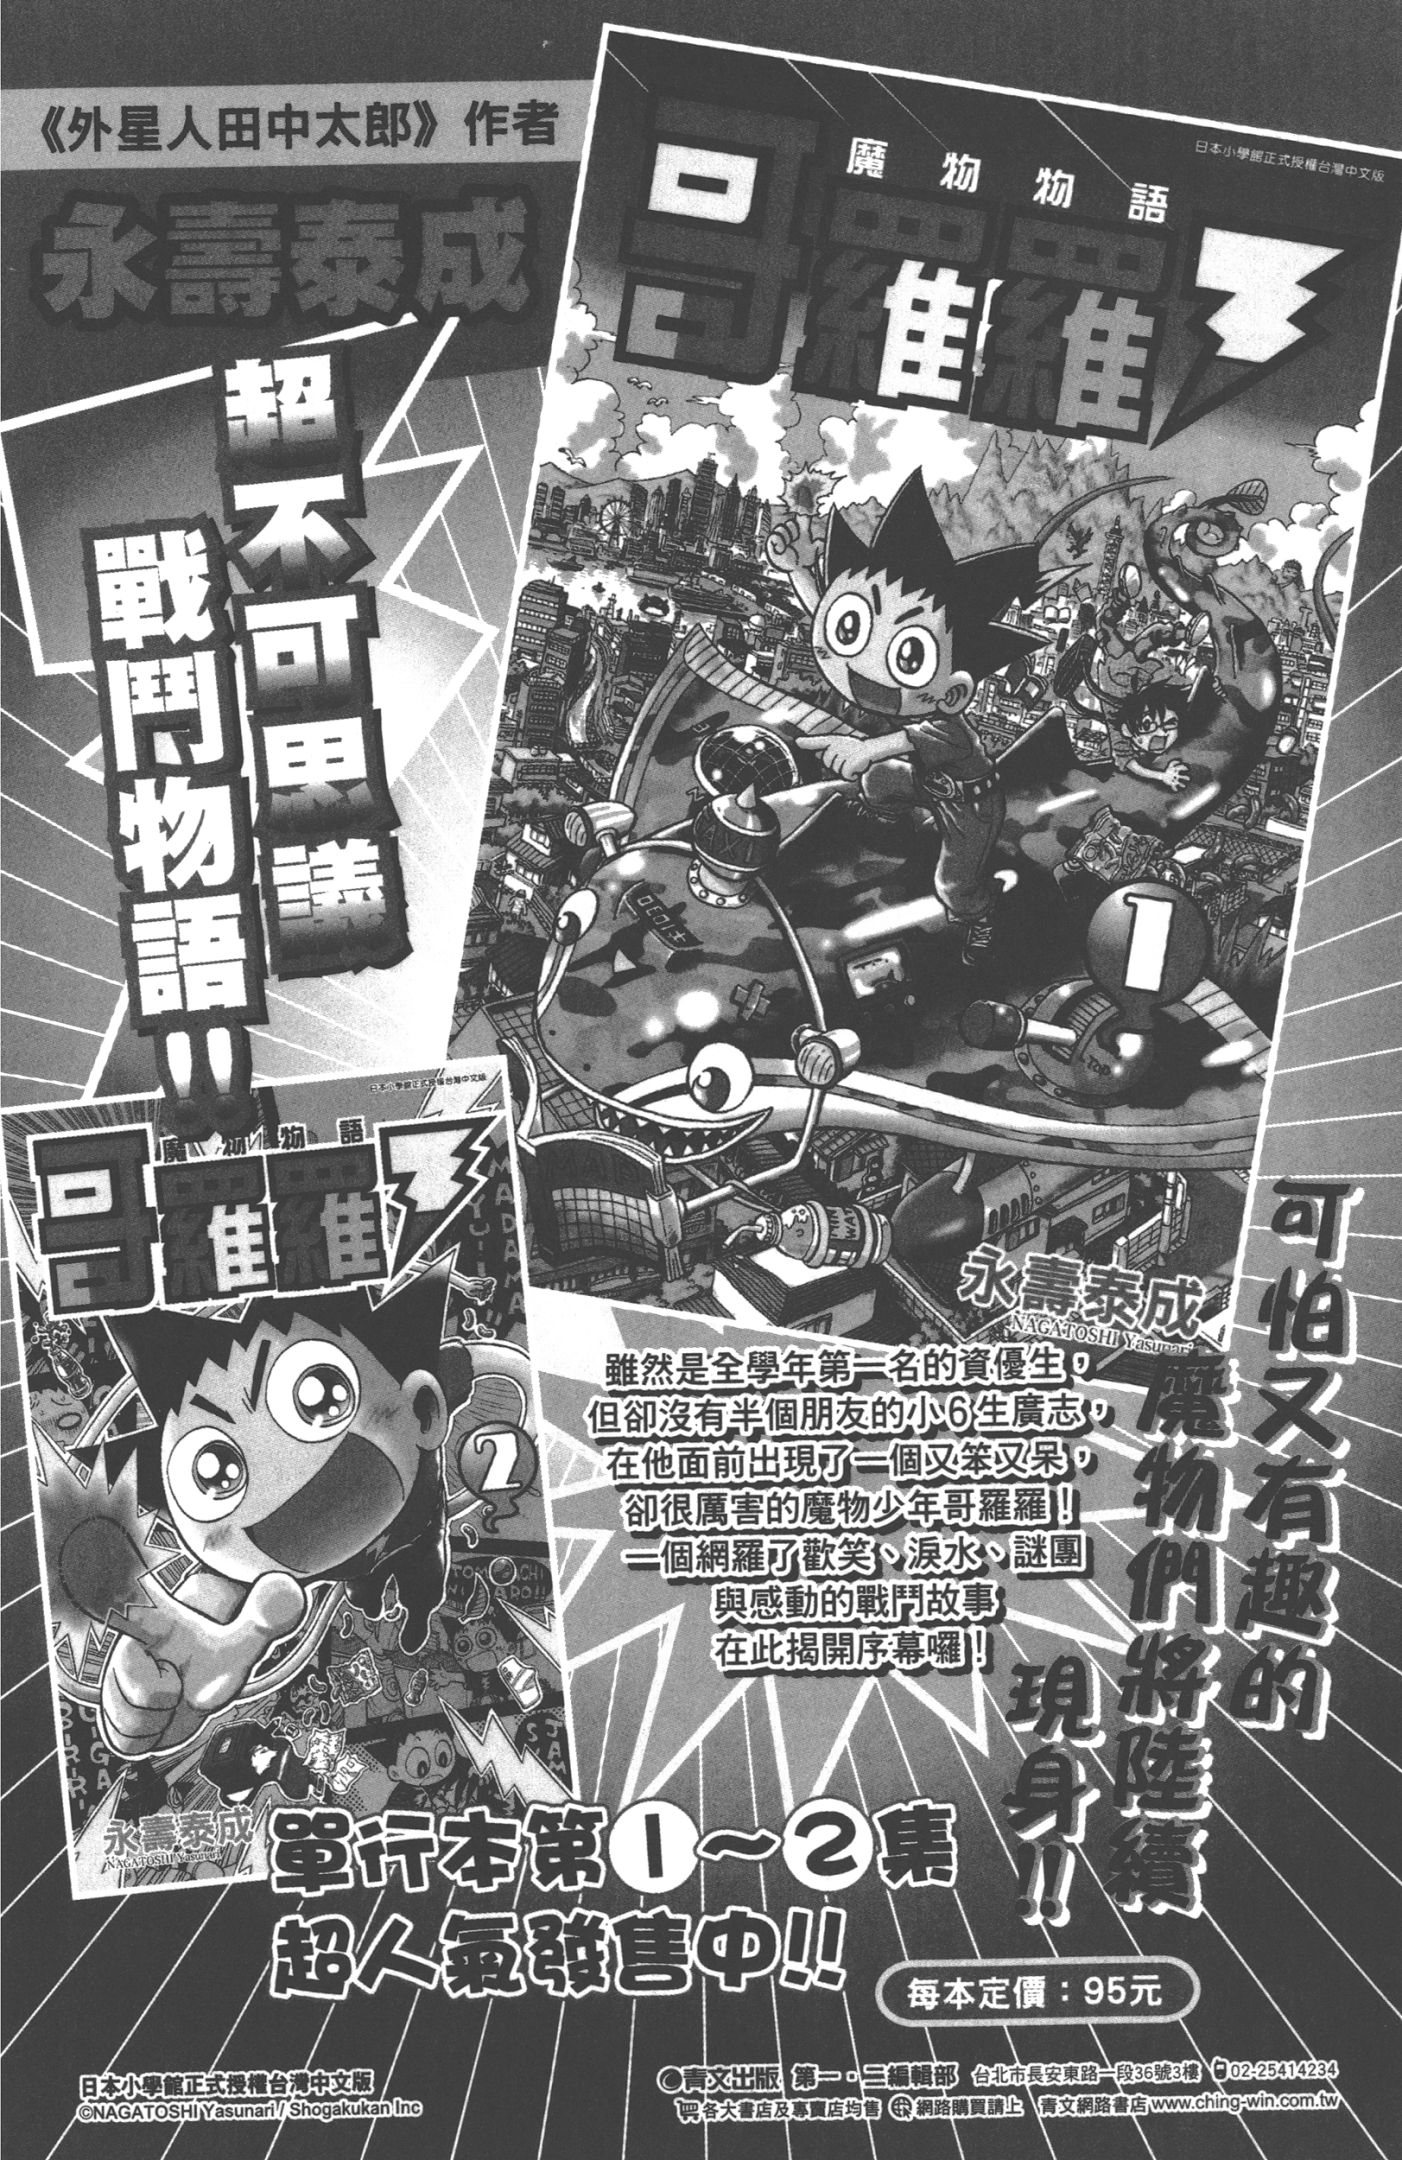 《外星人田中太郎》作者
永壽泰成
超不可思議
戰鬥物語!!
日本小學館正式授權台灣中文版
魔物物語
哥羅羅
1
永壽泰成
NAGATOSHI Yasunari
日本小學館正式授權台灣中文版
魔物物語
哥羅羅
2
永壽泰成
NAGATOSHI Yasunari
可怕又有趣的
魔物們將陸續
現身!!
雖然是全學年第一名的資優生，
但卻沒有半個朋友的小6生廣志，
在他面前出現了一個又笨又呆，
卻很厲害的魔物少年哥羅羅！
一個網羅了歡笑、淚水、謎團
與感動的戰鬥故事
在此揭開序幕囉！
單行本第1～2集
超人氣發售中!!
每本定價：95元
日本小學館正式授權台灣中文版
©NAGATOSHI Yasunari / Shogakukan Inc
青文出版 第一．三編輯部 台北市長安東路一段36號3樓 02-25414234
各大書店及專賣店均售 網路購買請上 青文網路書店 www.ching-win.com.tw